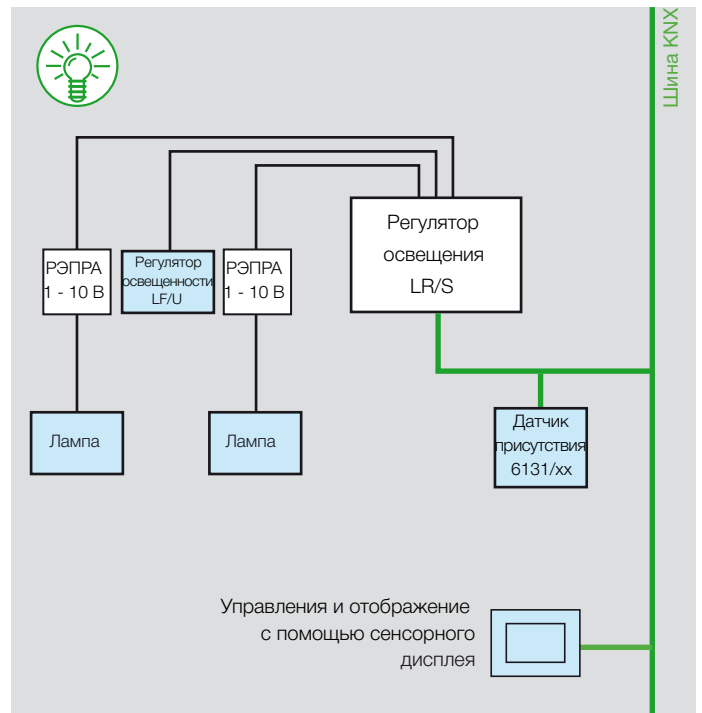 Шина KNX
Регулятор
освещения
LR/S
РЭПРА
1 - 10 В
Регулятор
освещенности
LF/U
РЭПРА
1 - 10 В
Лампа
Лампа
Датчик
присутствия
6131/xx
Управления и отображение
с помощью сенсорного
дисплея